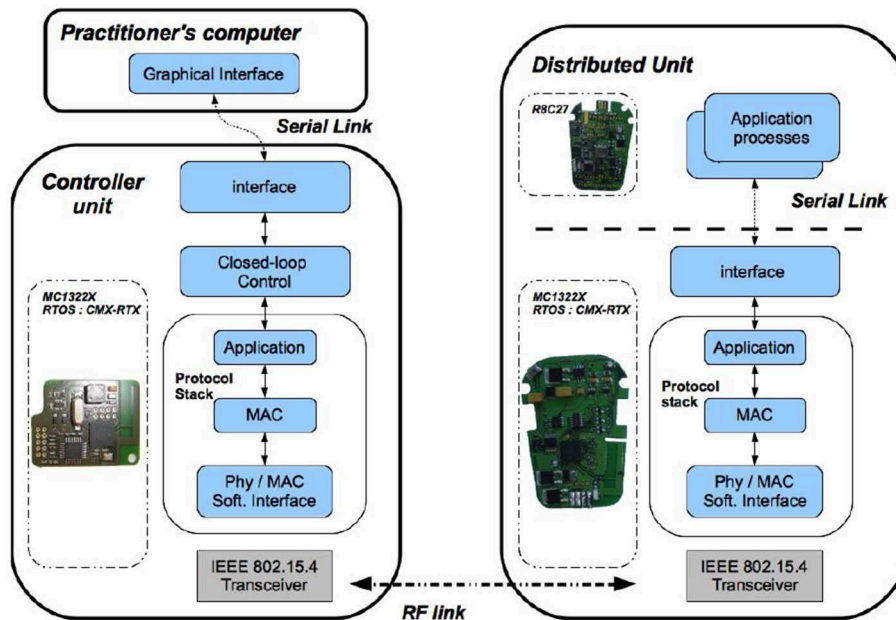 Practitioner's computer
Graphical Interface
Serial Link
Controller
unit
interface
Closed-loop
Control
MC1322X
RTOS : CMX-RTX
Application
Protocol
Stack
MAC
Phy / MAC
Soft. Interface
IEEE 802.15.4
Transceiver
RF link
Distributed Unit
R8C27
Application
processes
Serial Link
interface
MC1322X
RTOS : CMX-RTX
Application
Protocol
stack
MAC
Phy / MAC
Soft. Interface
IEEE 802.15.4
Transceiver